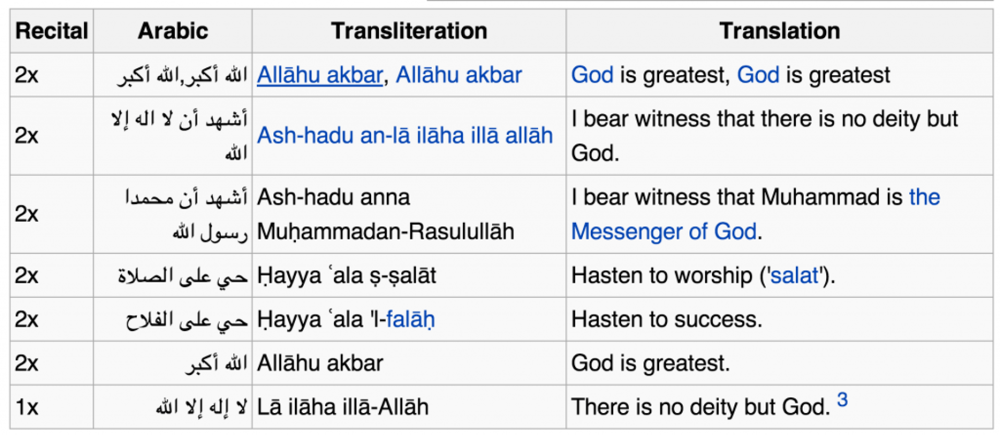 Recital Arabic Transliteration Translation
2x الله أكبر,الله أكبر Allāhu akbar, Allāhu akbar God is greatest, God is greatest
2x أشهد أن لا اله إلا Ash-hadu an-lā ilāha illā allāh I bear witness that there is no deity but
الله God.
2x أشهد أن محمدا Ash-hadu anna I bear witness that Muhammad is the
رسول الله Muḥammadan-Rasulullāh Messenger of God.
2x حي على الصلاة Ḥayya ʿala ṣ-ṣalāt Hasten to worship ('salat').
2x حي على الفلاح Ḥayya ʿala 'l-falāḥ Hasten to success.
2x الله أكبر Allāhu akbar God is greatest.
1x لا إله إلا الله Lā ilāha illā-Allāh There is no deity but God. 3